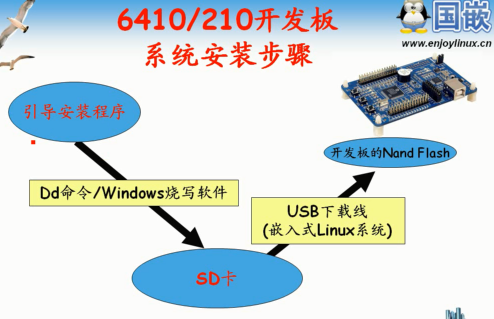 6410/210开发板
系统安装步骤
国嵌
www.enjoylinux.cn
引导安装程序
开发板的Nand Flash
Dd命令/Windows烧写软件
USB下载线
(嵌入式Linux系统)
SD卡